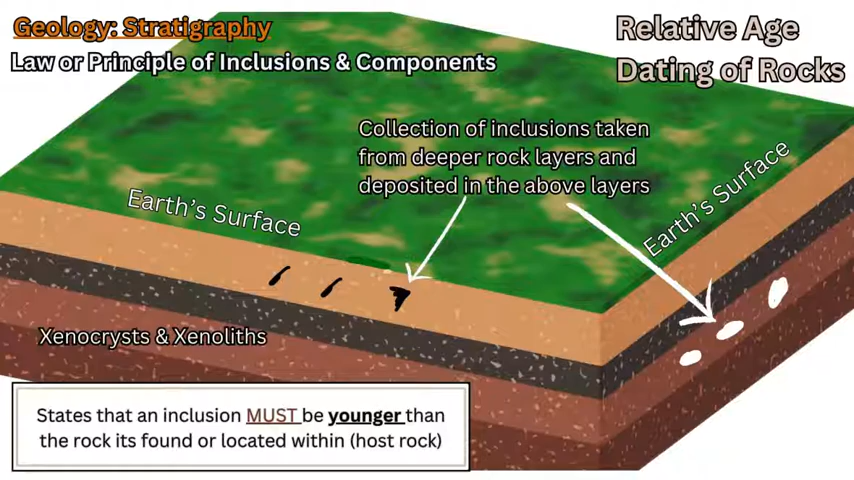 Geology: Stratigraphy
Law or Principle of Inclusions & Components
Relative Age
Dating of Rocks
Collection of inclusions taken
from deeper rock layers and
deposited in the above layers
Earth's Surface
Earth's Surface
Xenocrysts & Xenoliths
States that an inclusion MUST be younger than
the rock its found or located within (host rock)